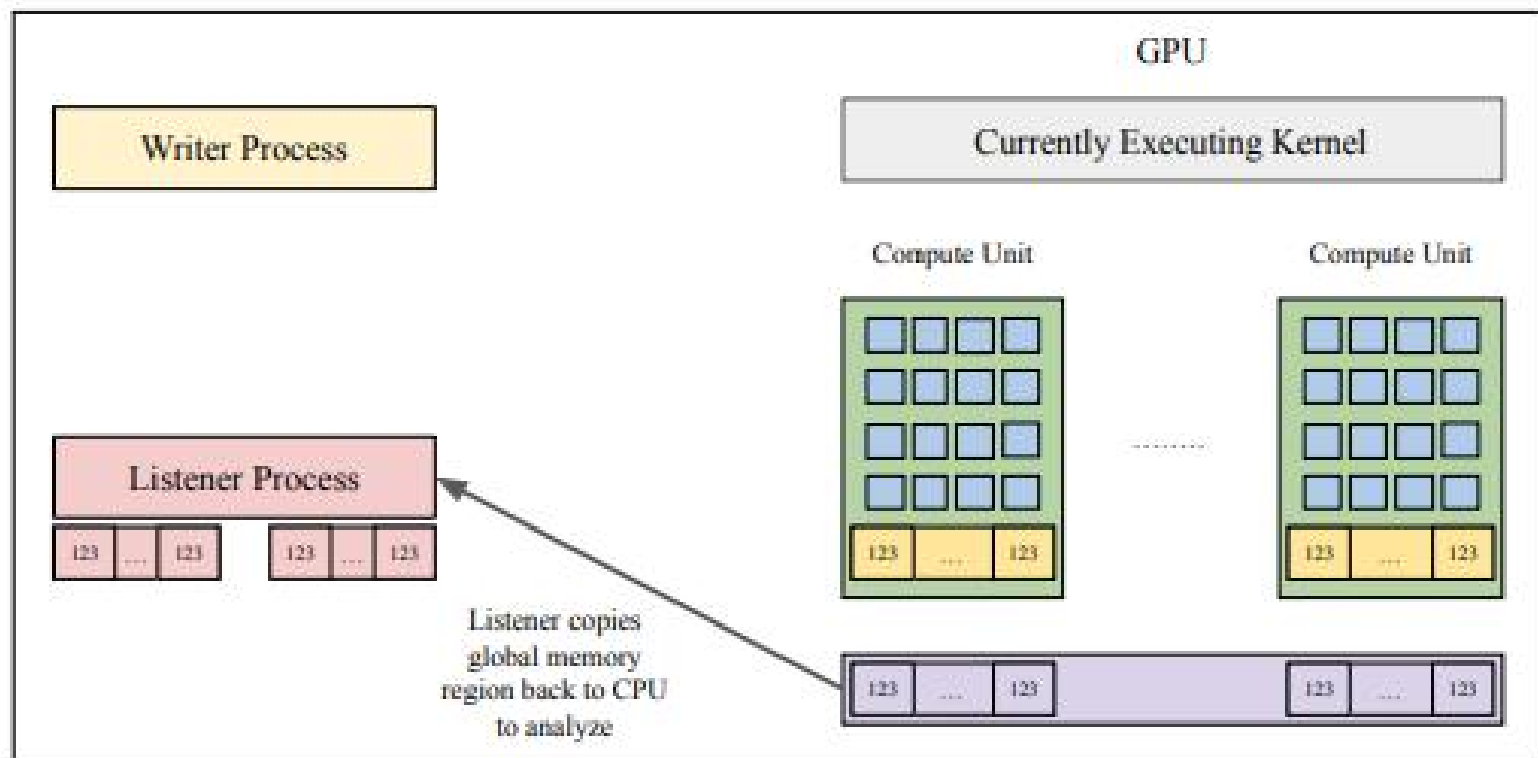 GPU
Writer Process
Currently Executing Kernel
Compute Unit
Compute Unit
.........
Listener Process
123 ... 123
123 ... 123
123 ... 123
123 ... 123
Listener copies
global memory
region back to CPU
to analyze
123 ... 123
123 ... 123